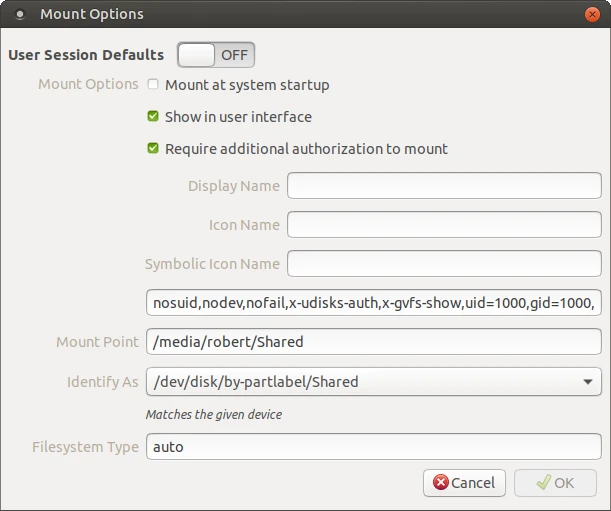 Mount Options
User Session Defaults OFF
Mount Options Mount at system startup
Show in user interface
Require additional authorization to mount
Display Name
Icon Name
Symbolic Icon Name
nosuid,nodev,nofail,x-udisks-auth,x-gvfs-show,uid=1000,gid=1000,
Mount Point /media/robert/Shared
Identify As /dev/disk/by-partlabel/Shared
Matches the given device
Filesystem Type auto
Cancel OK